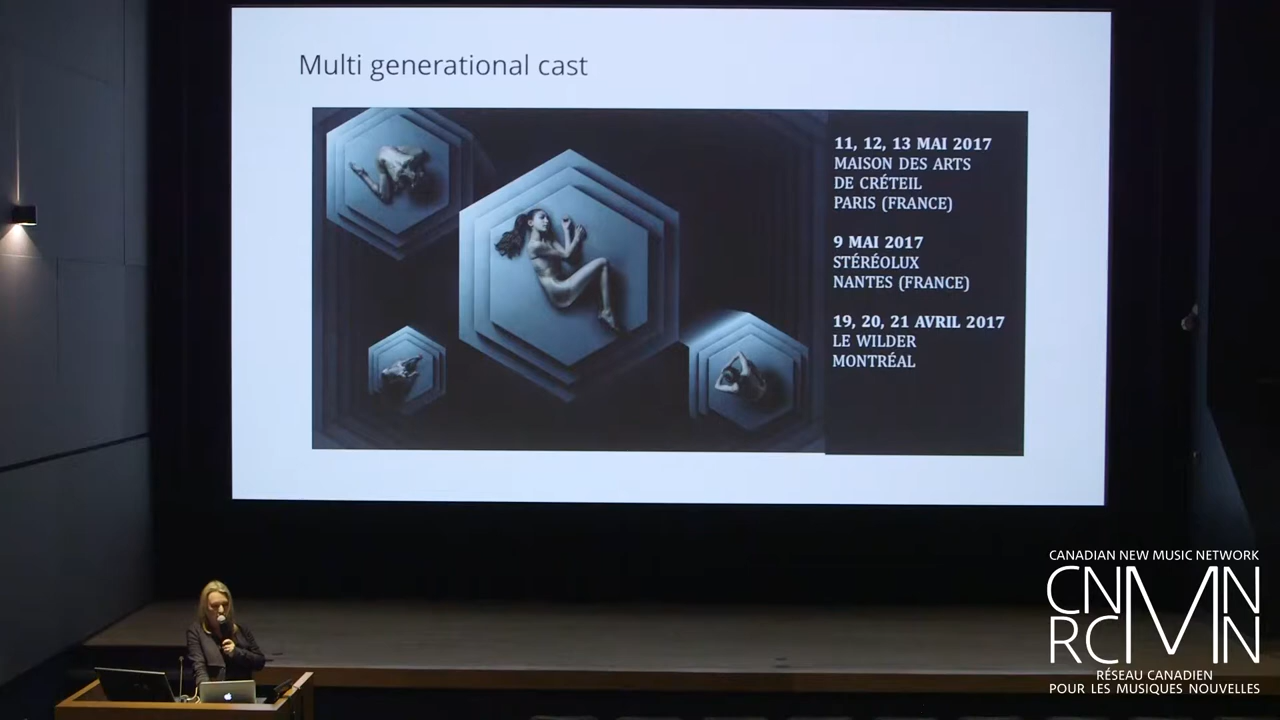 Multi generational cast
11, 12, 13 MAI 2017
MAISON DES ARTS
DE CRÉTEIL
PARIS (FRANCE)
9 MAI 2017
STÉRÉOLUX
NANTES (FRANCE)
19, 20, 21 AVRIL 2017
LE WILDER
MONTRÉAL
CANADIAN NEW MUSIC NETWORK
CNMN
RCMN
RÉSEAU CANADIEN
POUR LES MUSIQUES NOUVELLES